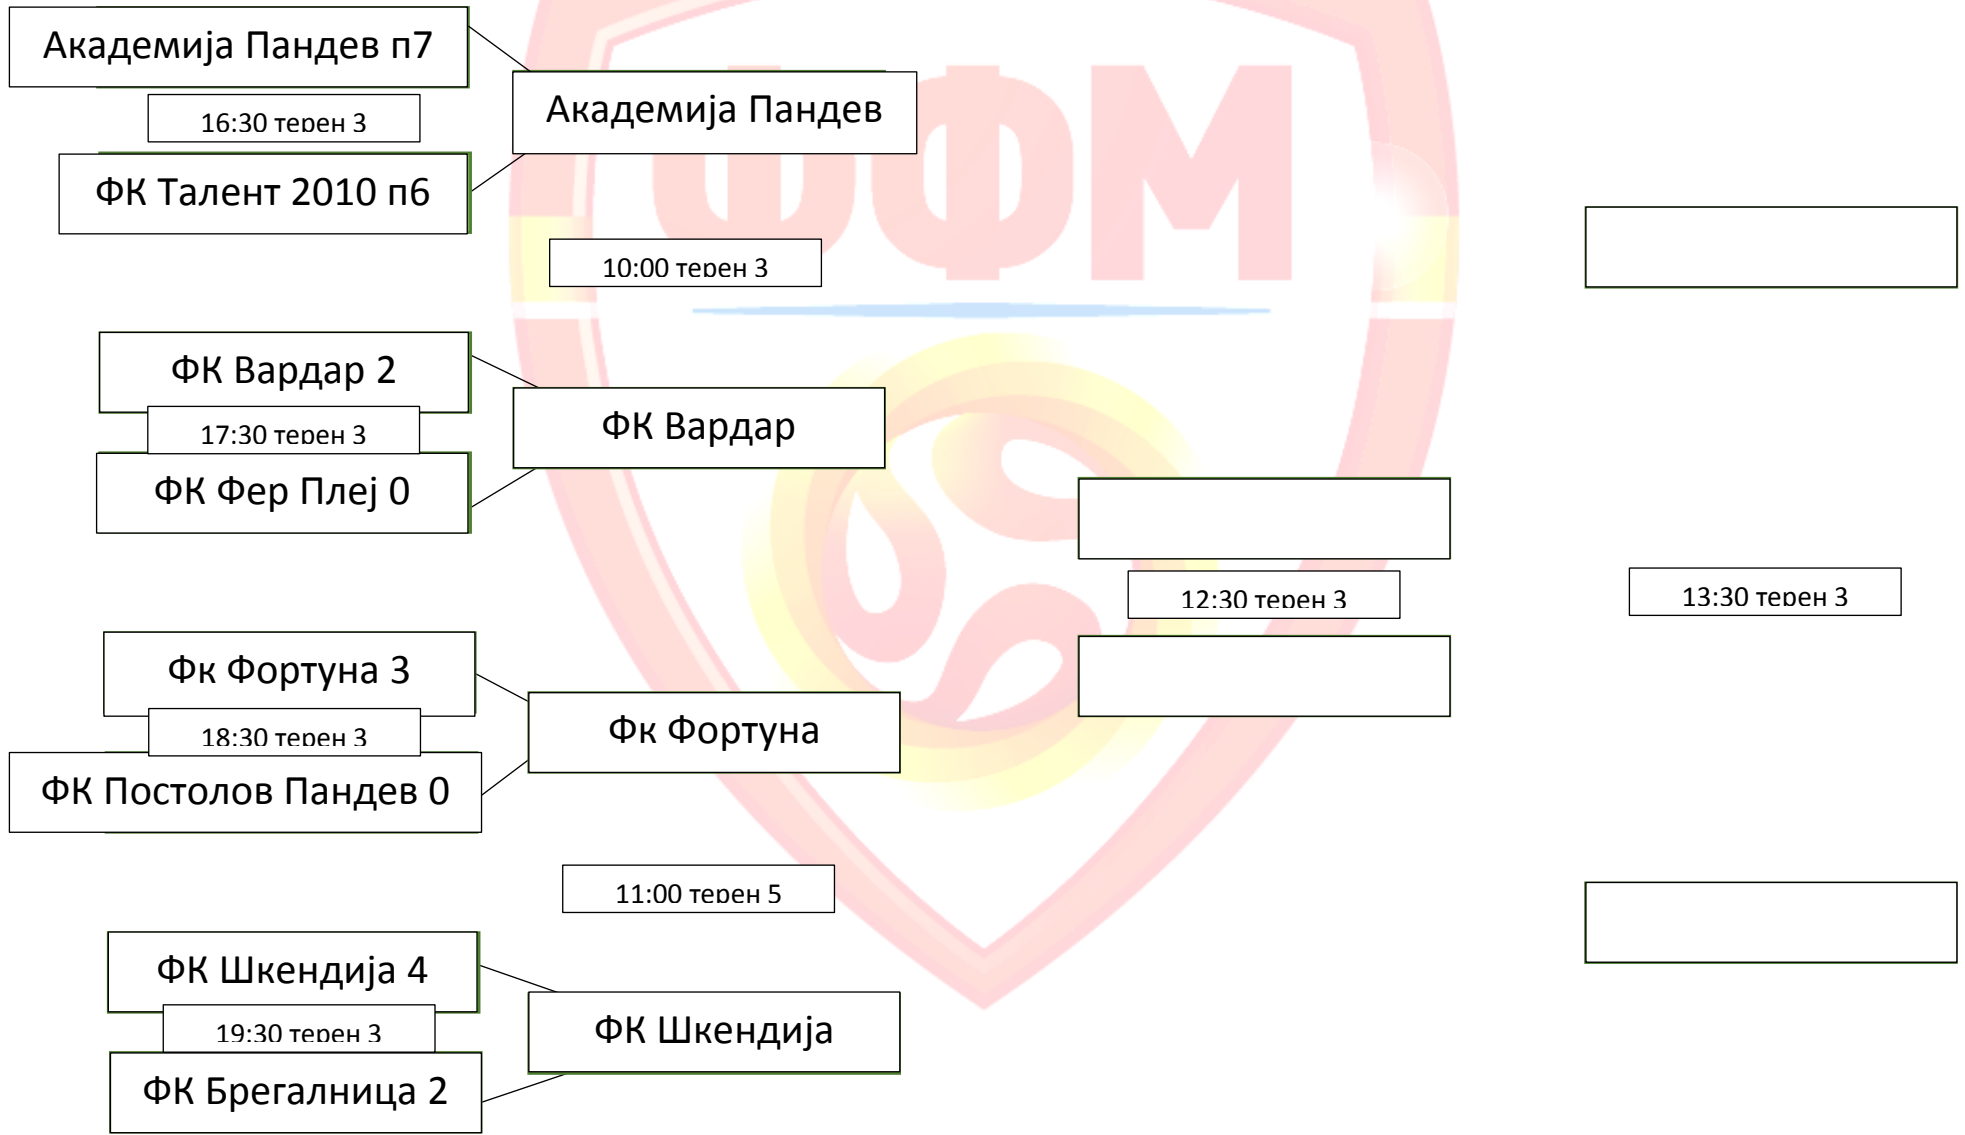 Академија Пандев п7
16:30 терен 3
ФК Талент 2010 п6
Академија Пандев
ФФМ
10:00 терен 3
ФК Вардар 2
17:30 терен 3
ФК Фер Плеј 0
ФК Вардар
12:30 терен 3
13:30 терен 3
Фк Фортуна 3
18:30 терен 3
ФК Постолов Пандев 0
Фк Фортуна
11:00 терен 5
ФК Шкендија 4
19:30 терен 3
ФК Брегалница 2
ФК Шкендија